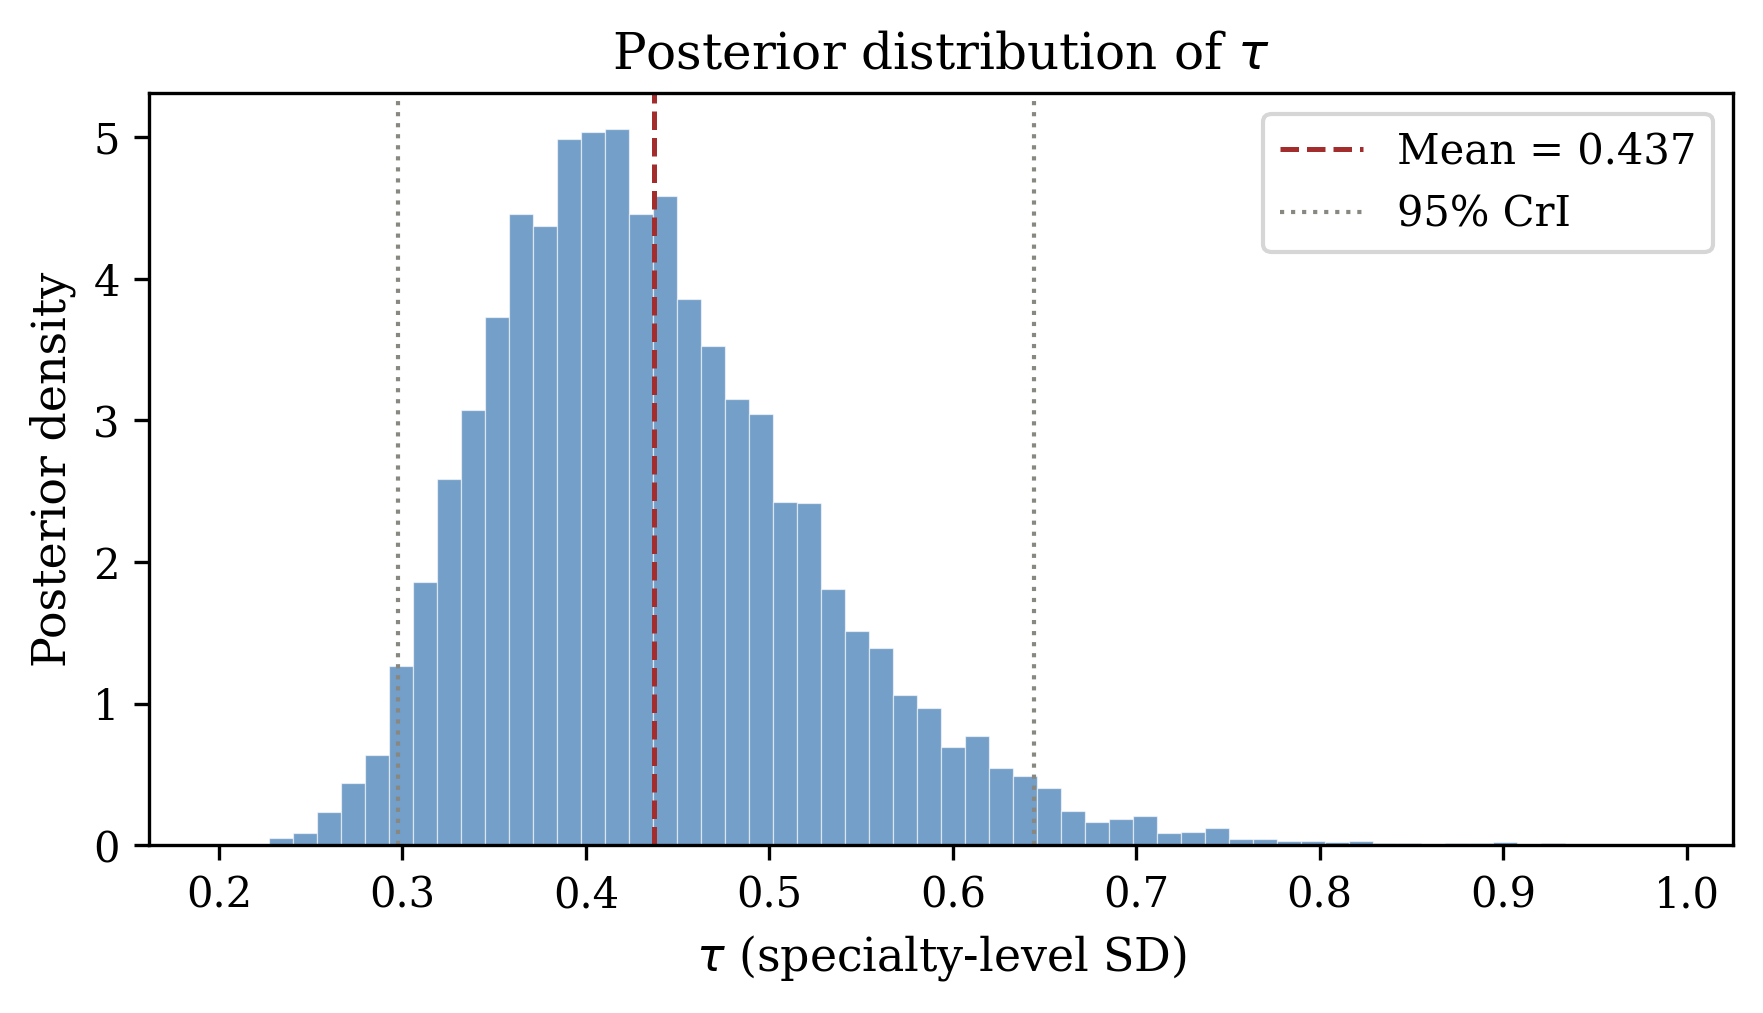 Posterior distribution of τ
Mean = 0.437
95% CrI
Posterior density
5
4
3
2
1
0
0.2 0.3 0.4 0.5 0.6 0.7 0.8 0.9 1.0
τ (specialty-level SD)